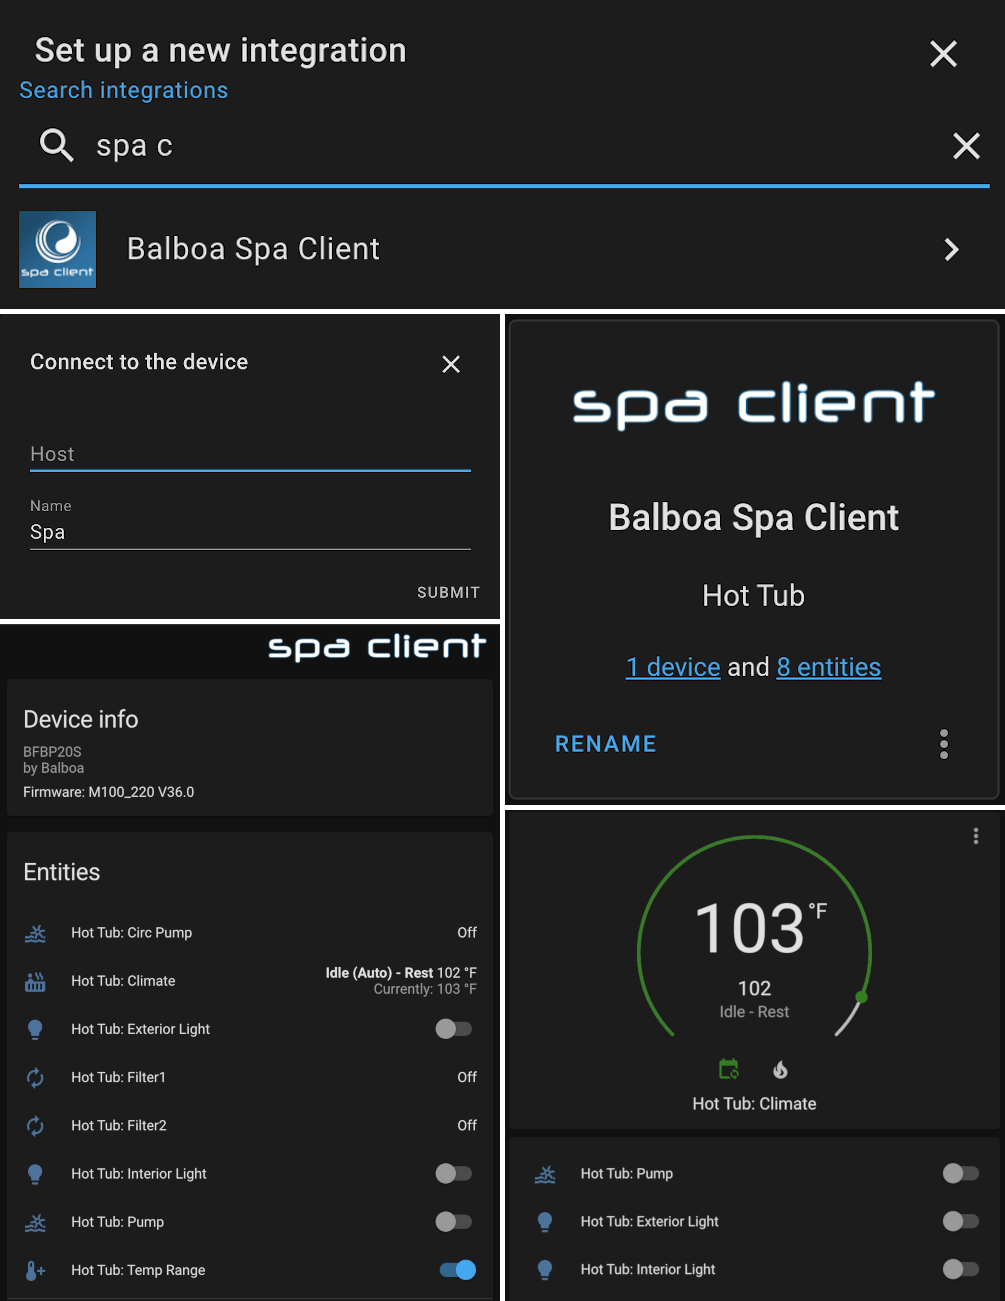 Set up a new integration
Search integrations
spa c
spa client
Balboa Spa Client
Connect to the device
Host
Name
Spa
SUBMIT
spa client
Balboa Spa Client
Hot Tub
1 device and 8 entities
RENAME
spa client
Device info
BFBP20S
by Balboa
Firmware: M100_220 V36.0
Entities
Hot Tub: Circ Pump Off
Hot Tub: Climate Idle (Auto) - Rest 102 °F
Currently: 103 °F
Hot Tub: Exterior Light
Hot Tub: Filter1 Off
Hot Tub: Filter2 Off
Hot Tub: Interior Light
Hot Tub: Pump
Hot Tub: Temp Range
103 °F
102
Idle - Rest
Hot Tub: Climate
Hot Tub: Pump
Hot Tub: Exterior Light
Hot Tub: Interior Light